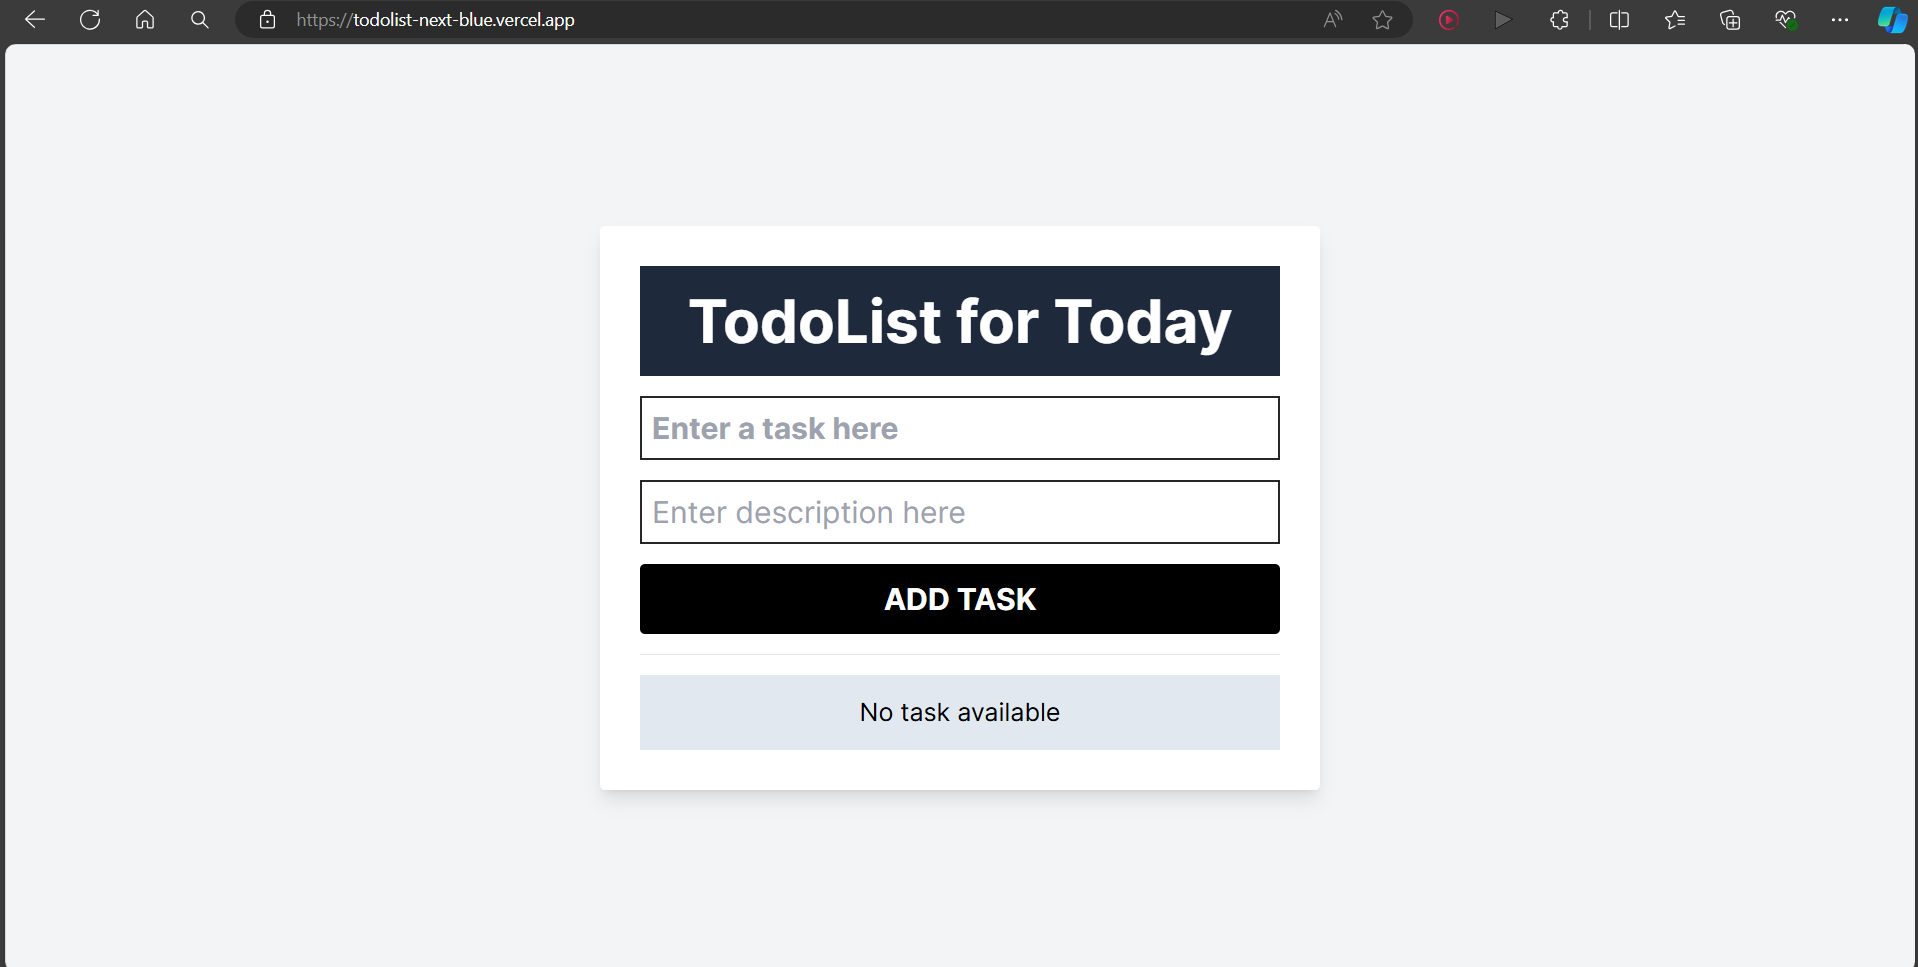 https://todolist-next-blue.vercel.app
TodoList for Today
Enter a task here
Enter description here
ADD TASK
No task available